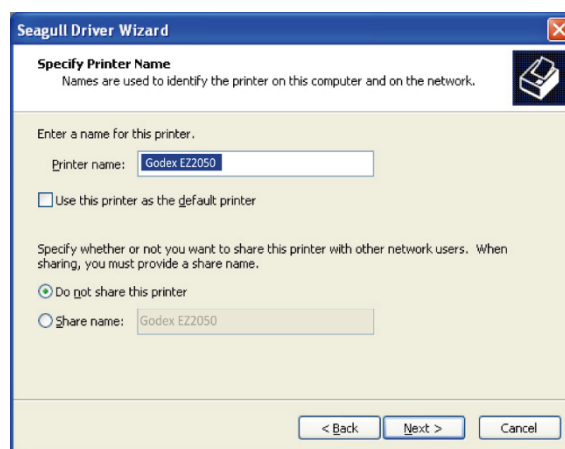 Seagull Driver Wizard
Specify Printer Name
Names are used to identify the printer on this computer and on the network.
Enter a name for this printer.
Printer name: Godex EZ2050
Use this printer as the default printer
Specify whether or not you want to share this printer with other network users. When
sharing, you must provide a share name.
Do not share this printer
Share name: Godex EZ2050
< Back Next > Cancel